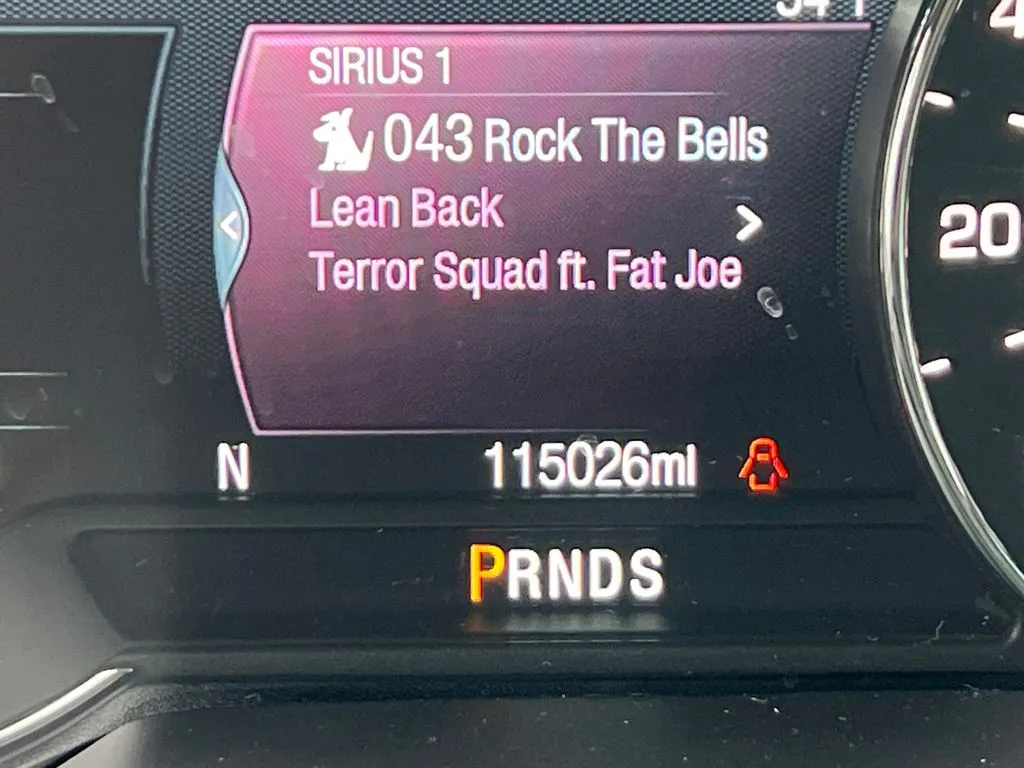 SIRIUS 1
043 Rock The Bells
Lean Back
Terror Squad ft. Fat Joe
20
N 115026mi
PRNDS